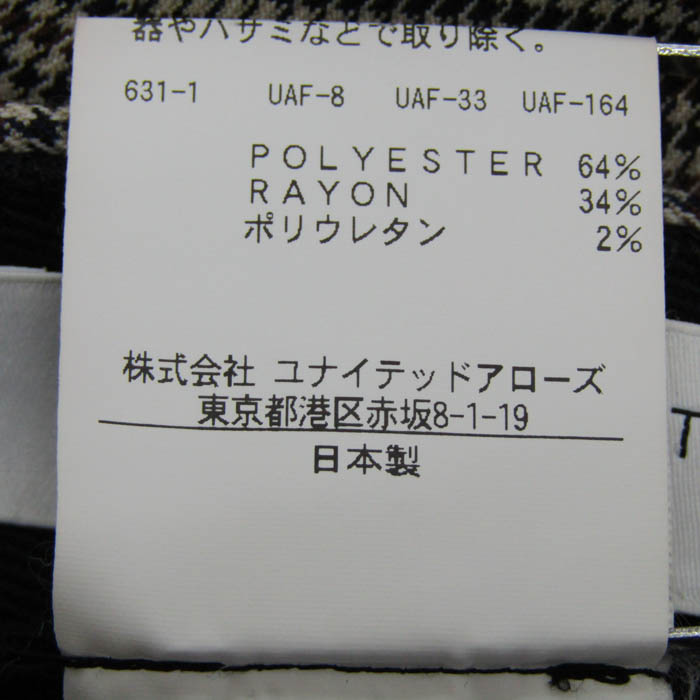 器やハサミなどで取り除く。
631-1 UAF-8 UAF-33 UAF-164
POLYESTER 64%
RAYON 34%
ポリウレタン 2%
株式会社 ユナイテッドアローズ
東京都港区赤坂8-1-19
日本製
T